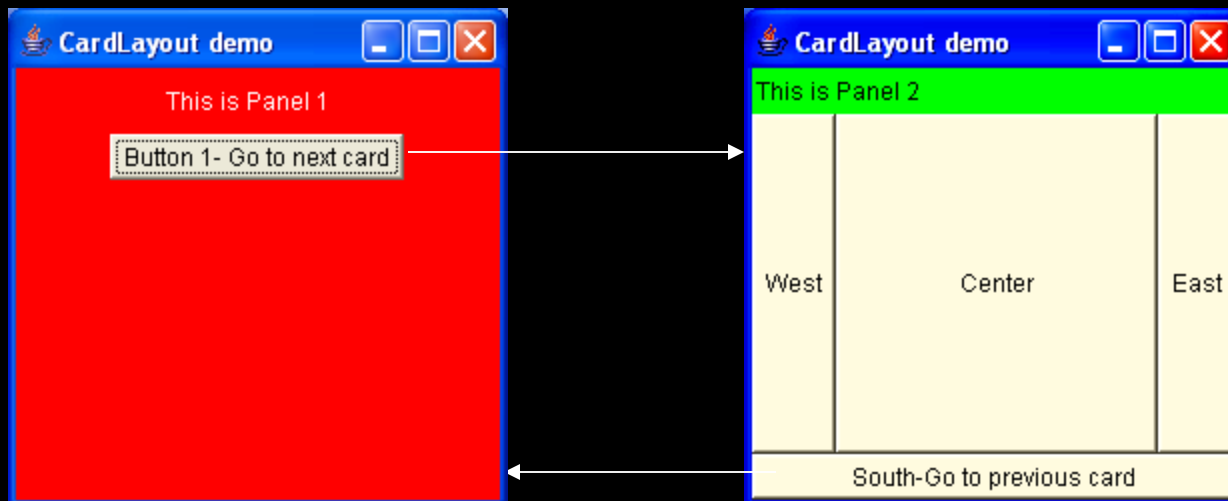 CardLayout demo
This is Panel 1
Button 1- Go to next card
CardLayout demo
This is Panel 2
West
Center
East
South-Go to previous card